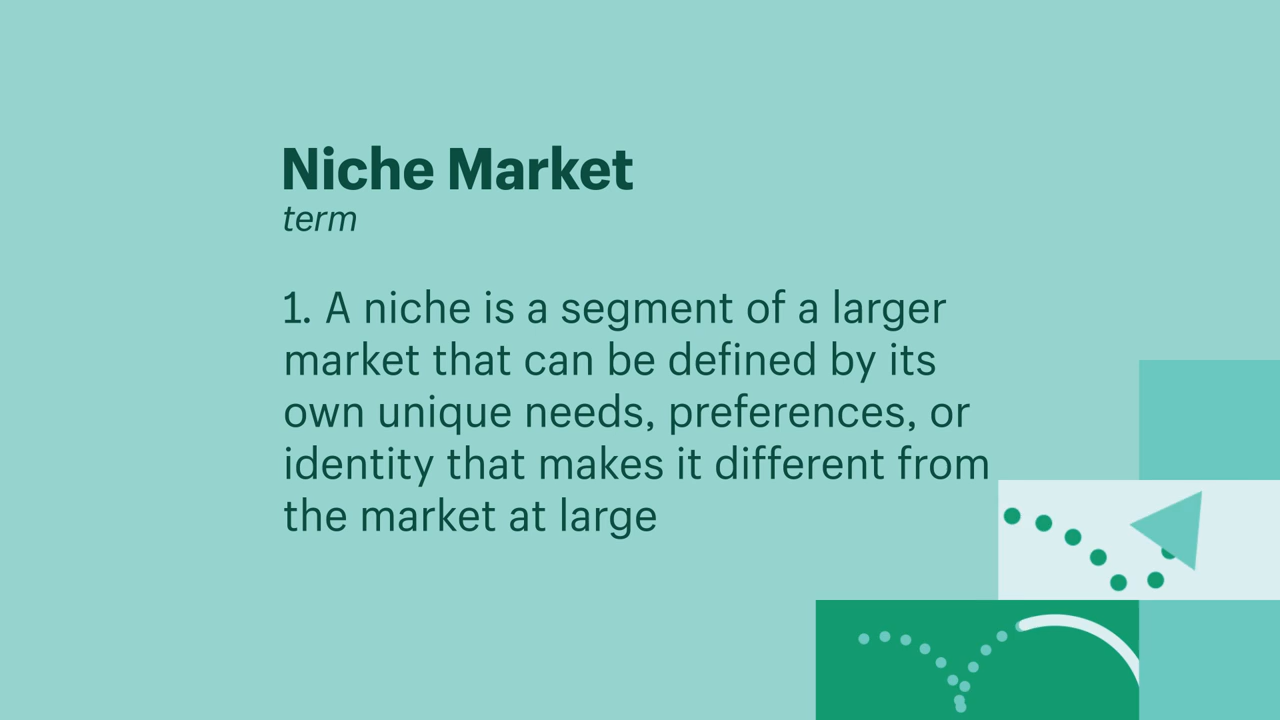 Niche Market
term
1. A niche is a segment of a larger
market that can be defined by its
own unique needs, preferences, or
identity that makes it different from
the market at large